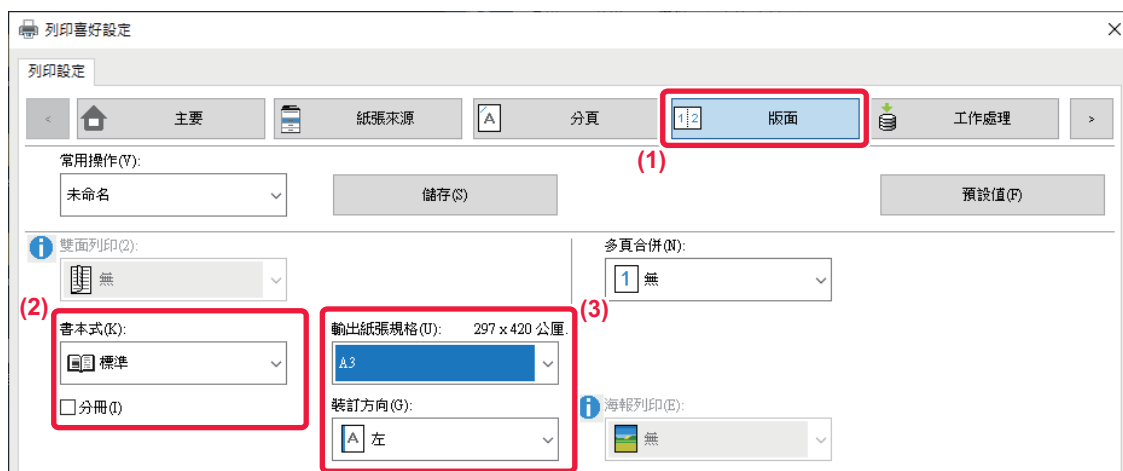 列印喜好設定
列印設定
< 主要 紙張來源 A 分頁 1 2 版面 工作處理 >
(1)
常用操作(V):
未命名 儲存(S) 預設值(F)
雙面列印(2): 多頁合併(N):
無 1 無
(2) (3)
書本式(K): 輸出紙張規格(U): 297 x 420 公厘.
標準 A3
分冊(I) 裝訂方向(G): 海報列印(E):
A 左 無